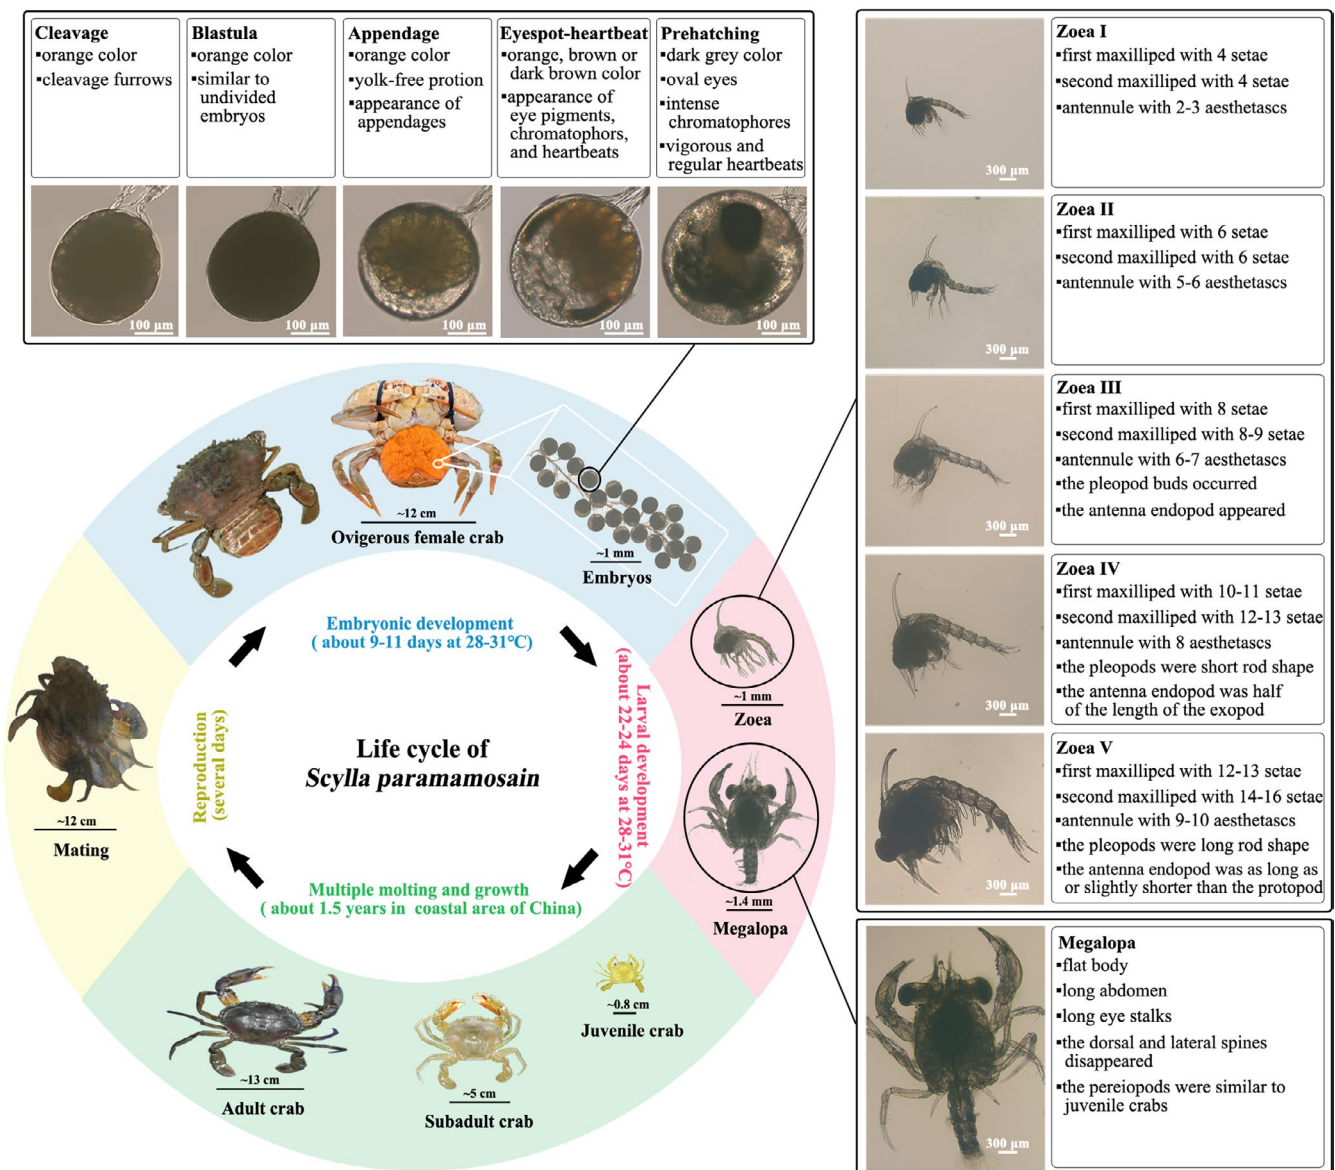 Cleavage
▪orange color
▪cleavage furrows
Blastula
▪orange color
▪similar to
undivided
embryos
Appendage
▪orange color
▪yolk-free protion
▪appearance of
appendages
Eyespot-heartbeat
▪orange, brown or
dark brown color
▪appearance of
eye pigments,
chromatophors,
and heartbeats
Prehatching
▪dark grey color
▪oval eyes
▪intense
chromatophores
▪vigorous and
regular heartbeats
100 µm
100 µm
100 µm
100 µm
100 µm
Zoea I
▪first maxilliped with 4 setae
▪second maxilliped with 4 setae
▪antennule with 2-3 aesthetascs
300 µm
Zoea II
▪first maxilliped with 6 setae
▪second maxilliped with 6 setae
▪antennule with 5-6 aesthetascs
300 µm
Zoea III
▪first maxilliped with 8 setae
▪second maxilliped with 8-9 setae
▪antennule with 6-7 aesthetascs
▪the pleopod buds occurred
▪the antenna endopod appeared
300 µm
Zoea IV
▪first maxilliped with 10-11 setae
▪second maxilliped with 12-13 setae
▪antennule with 8 aesthetascs
▪the pleopods were short rod shape
▪the antenna endopod was half
of the length of the exopod
300 µm
Zoea V
▪first maxilliped with 12-13 setae
▪second maxilliped with 14-16 setae
▪antennule with 9-10 aesthetascs
▪the pleopods were long rod shape
▪the antenna endopod was as long as
or slightly shorter than the protopod
300 µm
Megalopa
▪flat body
▪long abdomen
▪long eye stalks
▪the dorsal and lateral spines
disappeared
▪the pereiopods were similar to
juvenile crabs
300 µm
~12 cm
Ovigerous female crab
~1 mm
Embryos
Embryonic development
( about 9-11 days at 28-31°C)
~1 mm
Zoea
Larval development
(about 22-24 days at 28-31°C)
~1.4 mm
Megalopa
Life cycle of
Scylla paramamosain
Reproduction
(several days)
~12 cm
Mating
Multiple molting and growth
( about 1.5 years in coastal area of China)
~0.8 cm
Juvenile crab
~5 cm
Subadult crab
~13 cm
Adult crab